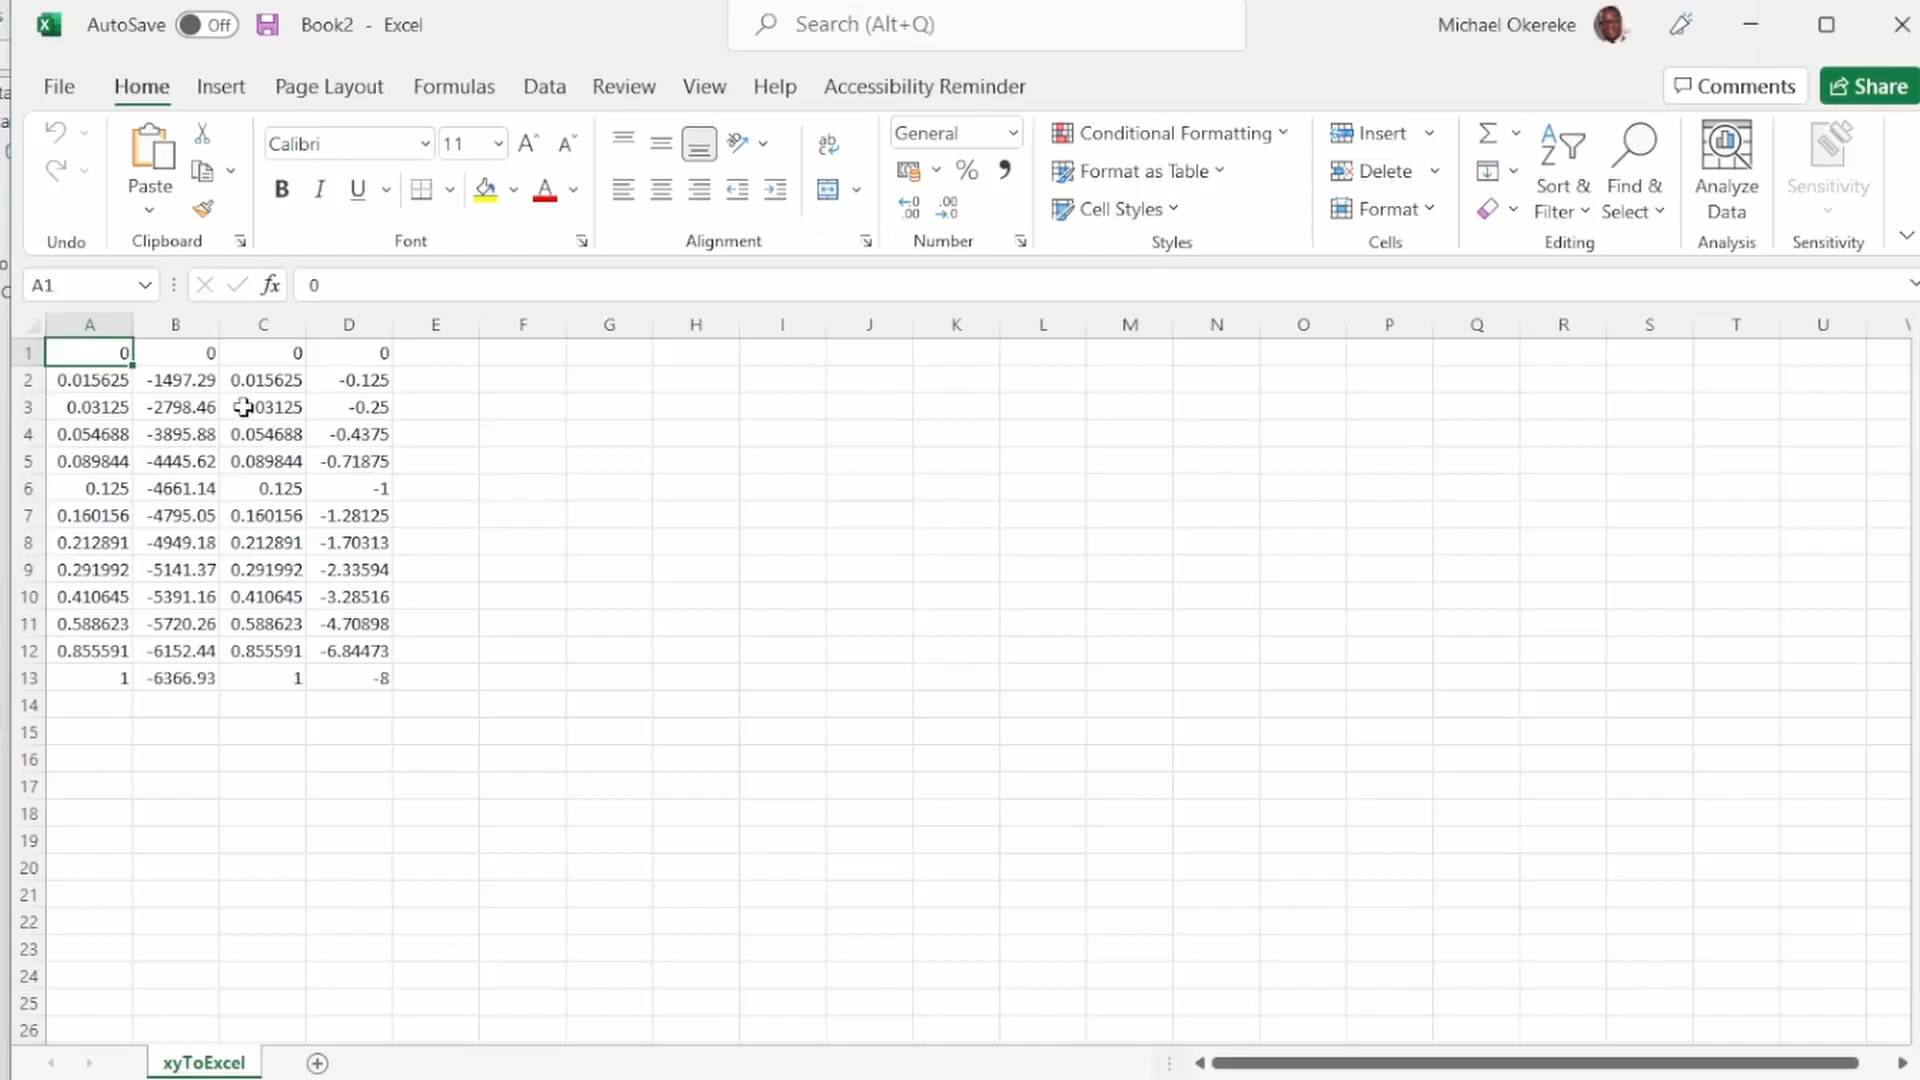 AutoSave Off Book2 - Excel Search (Alt+Q) Michael Okereke
File Home Insert Page Layout Formulas Data Review View Help Accessibility Reminder Comments Share
Calibri 11 General Conditional Formatting Insert
Paste Format as Table Delete Sort & Find & Analyze Sensitivity
Cell Styles Format Filter Select Data
Undo Clipboard Font Alignment Number Styles Cells Editing Analysis Sensitivity
A1 fx 0
A B C D E F G H I J K L M N O P Q R S T U
1 0 0 0 0
2 0.015625 -1497.29 0.015625 -0.125
3 0.03125 -2798.46 03125 -0.25
4 0.054688 -3895.88 0.054688 -0.4375
5 0.089844 -4445.62 0.089844 -0.71875
6 0.125 -4661.14 0.125 -1
7 0.160156 -4795.05 0.160156 -1.28125
8 0.212891 -4949.18 0.212891 -1.70313
9 0.291992 -5141.37 0.291992 -2.33594
10 0.410645 -5391.16 0.410645 -3.28516
11 0.588623 -5720.26 0.588623 -4.70898
12 0.855591 -6152.44 0.855591 -6.84473
13 1 -6366.93 1 -8
14
15
16
17
18
19
20
21
22
23
24
25
26
xyToExcel